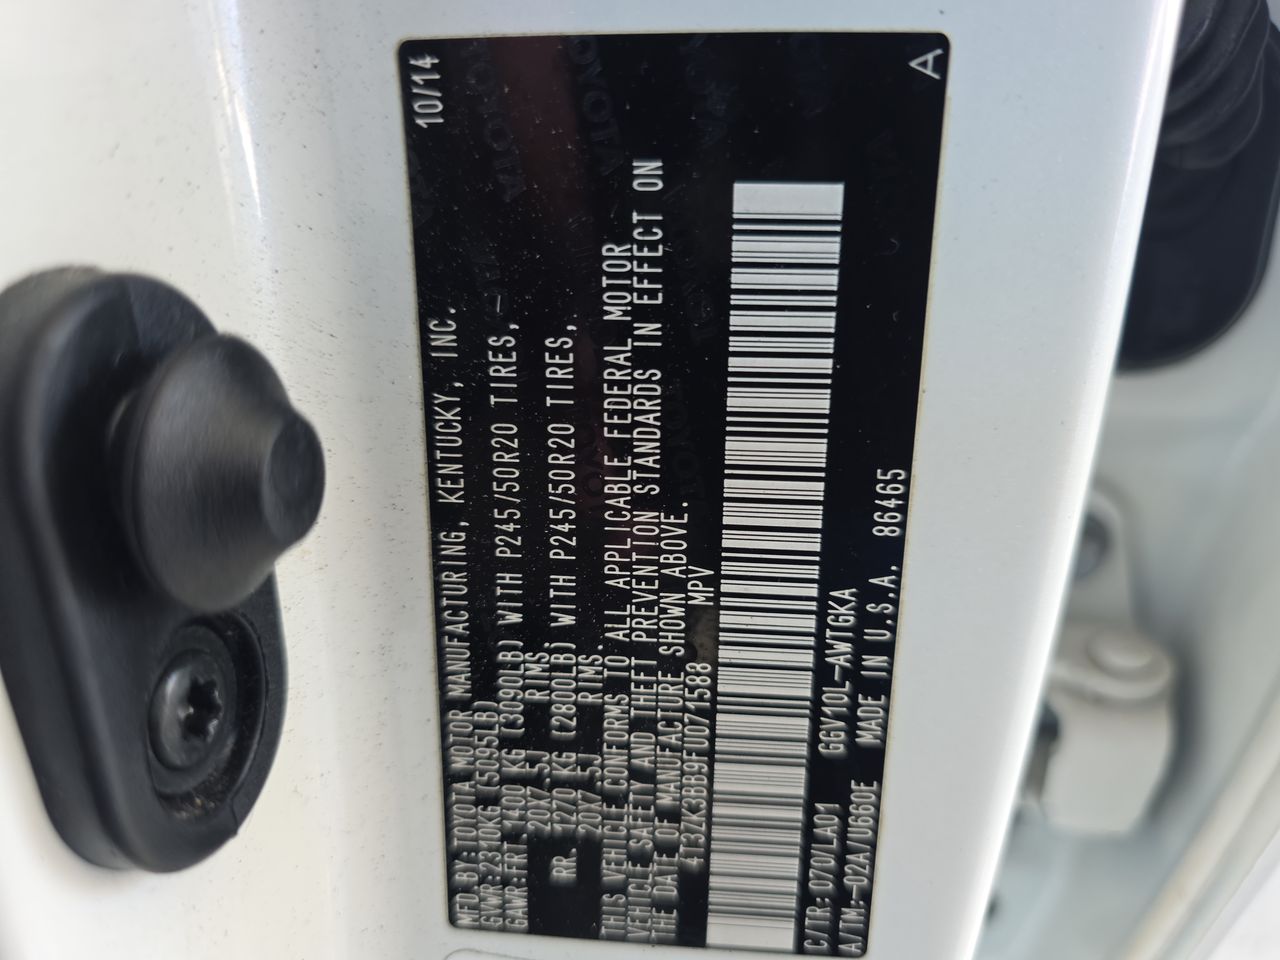 MFD.BY:TOYOTA MOTOR MANUFACTURING, KENTUCKY, INC. 10/14
GVWR:2310KG (5095LB)
GAWR:FRT. 1400 KG (3090LB) WITH P245/50R20 TIRES,
20X7.5J RIMS.
RR. 1270 KG (2800LB) WITH P245/50R20 TIRES,
20X7.5J RIMS.
THIS VEHICLE CONFORMS TO ALL APPLICABLE FEDERAL MOTOR
VEHICLE SAFETY AND THEFT PREVENTION STANDARDS IN EFFECT ON
THE DATE OF MANUFACTURE SHOWN ABOVE.
4T3ZK3BB9FU071588 MPV
C/TR: 070/LA01 GGV10L-AWTGKA
A/TM:-02A/U660E MADE IN U.S.A. 86465
A